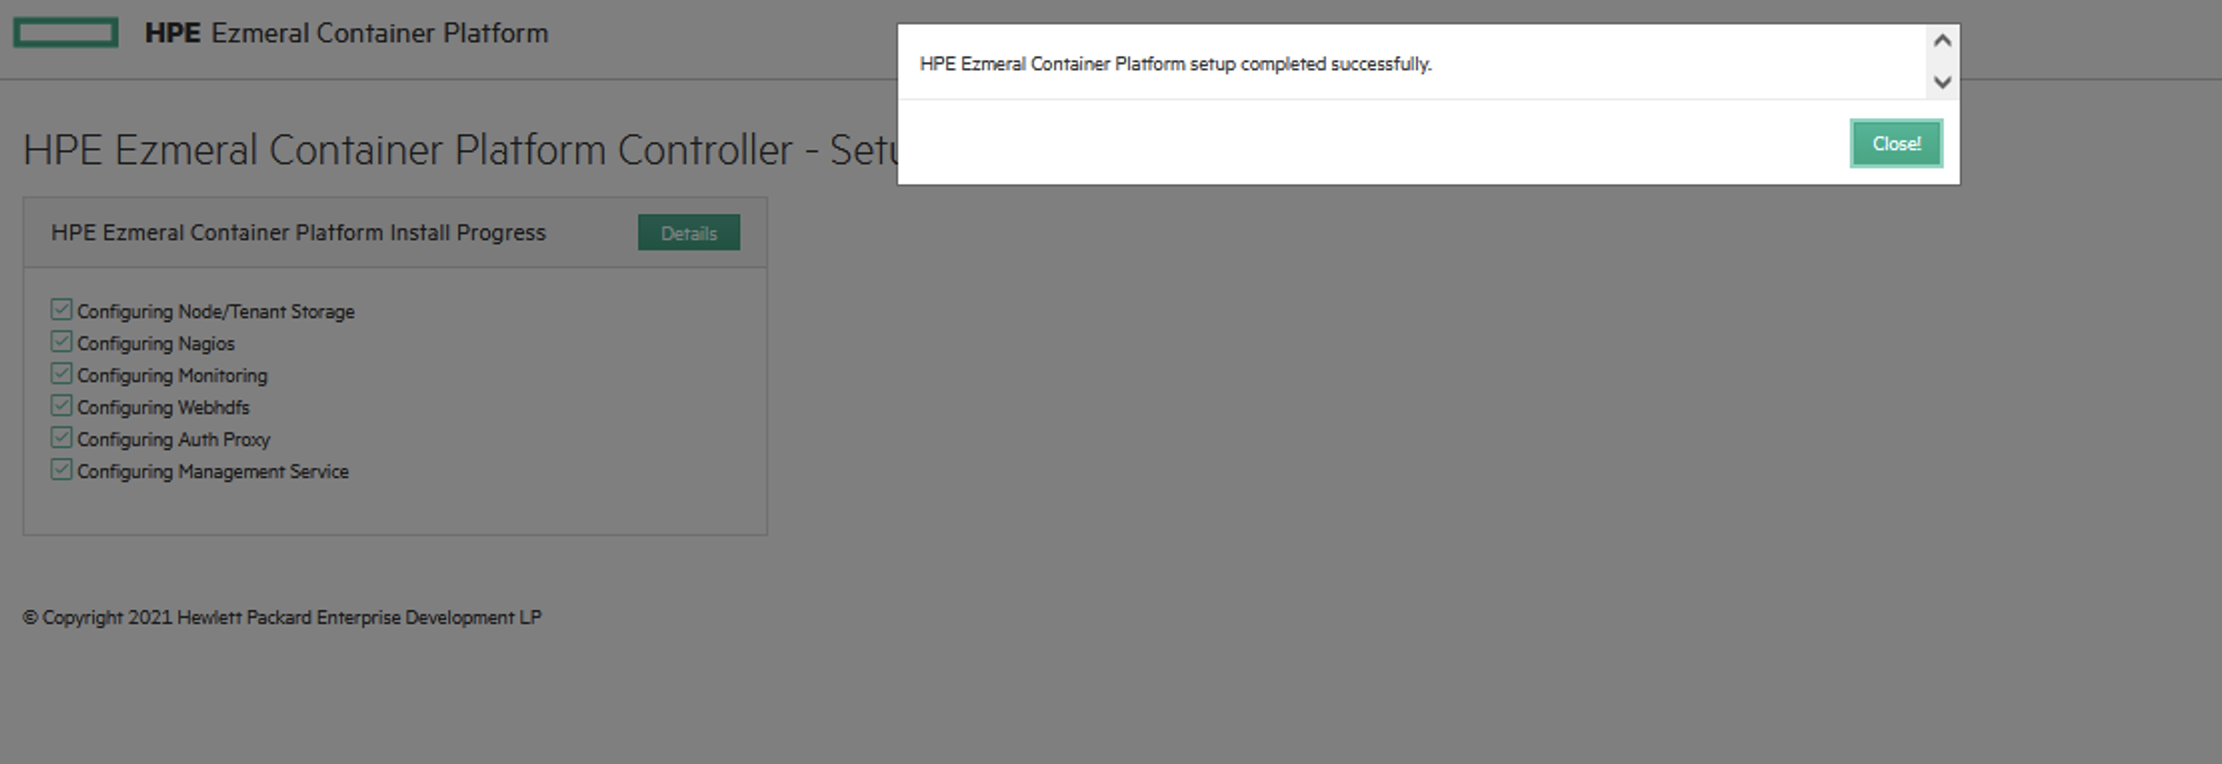 HPE Ezmeral Container Platform
HPE Ezmeral Container Platform setup completed successfully.
Close!
HPE Ezmeral Container Platform Controller - Setu
HPE Ezmeral Container Platform Install Progress
Details
Configuring Node/Tenant Storage
Configuring Nagios
Configuring Monitoring
Configuring Webhdfs
Configuring Auth Proxy
Configuring Management Service
© Copyright 2021 Hewlett Packard Enterprise Development LP